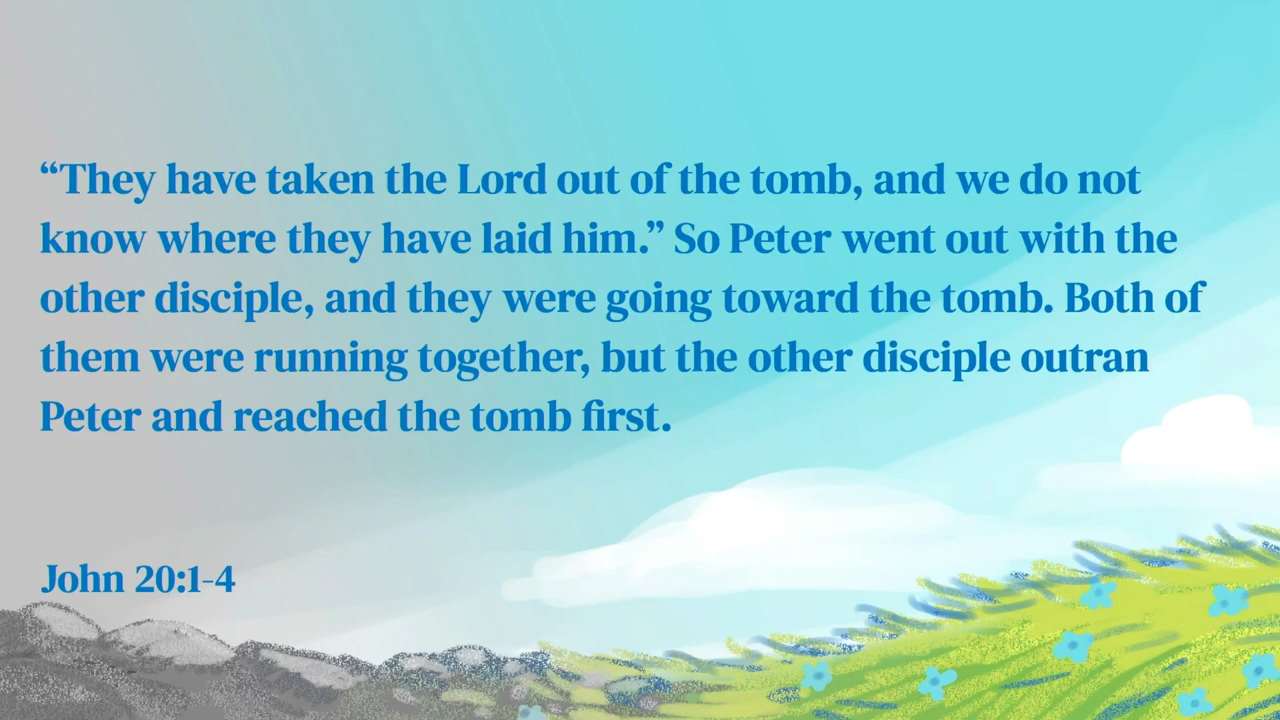 “They have taken the Lord out of the tomb, and we do not
know where they have laid him.” So Peter went out with the
other disciple, and they were going toward the tomb. Both of
them were running together, but the other disciple outran
Peter and reached the tomb first.
John 20:1-4